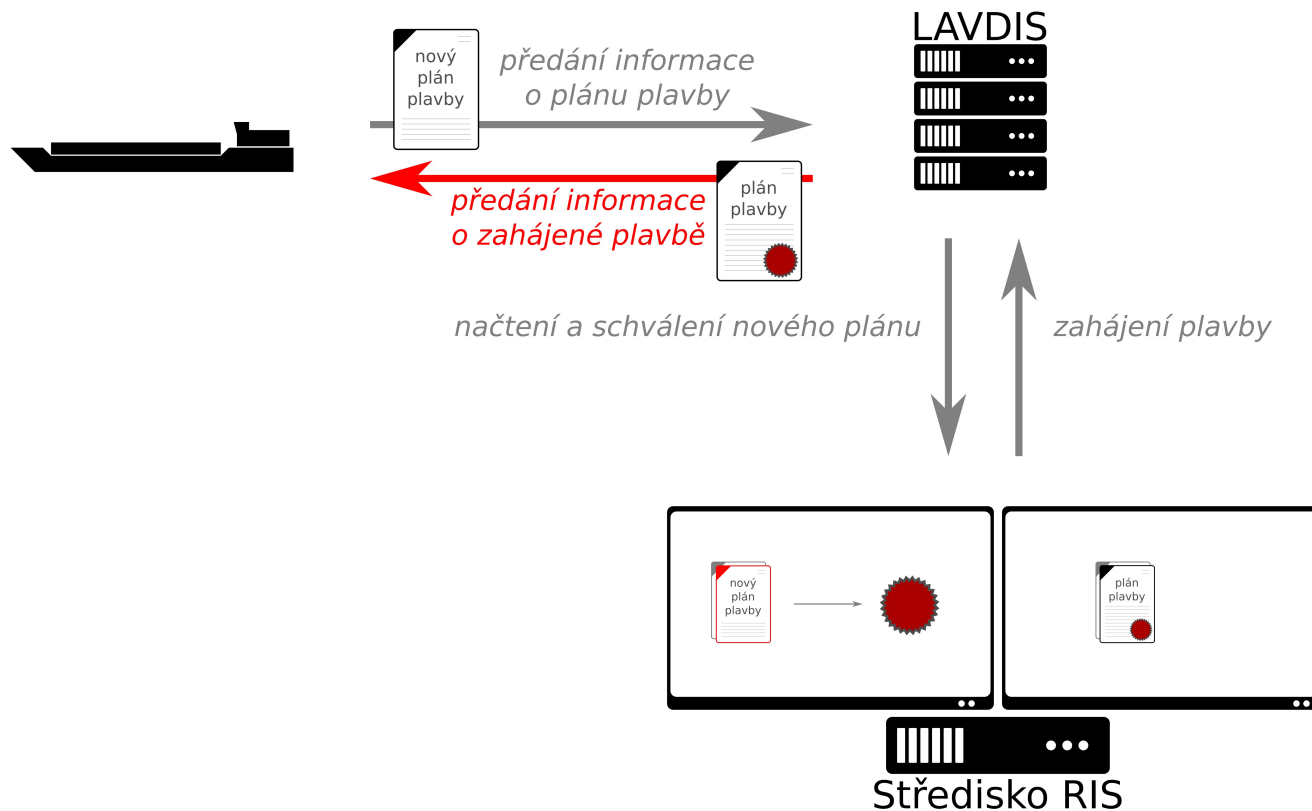 LAVDIS
nový
plán
plavby
předání informace
o plánu plavby
předání informace
o zahájené plavbě
plán
plavby
načtení a schválení nového plánu
zahájení plavby
nový
plán
plavby
plán
plavby
Středisko RIS